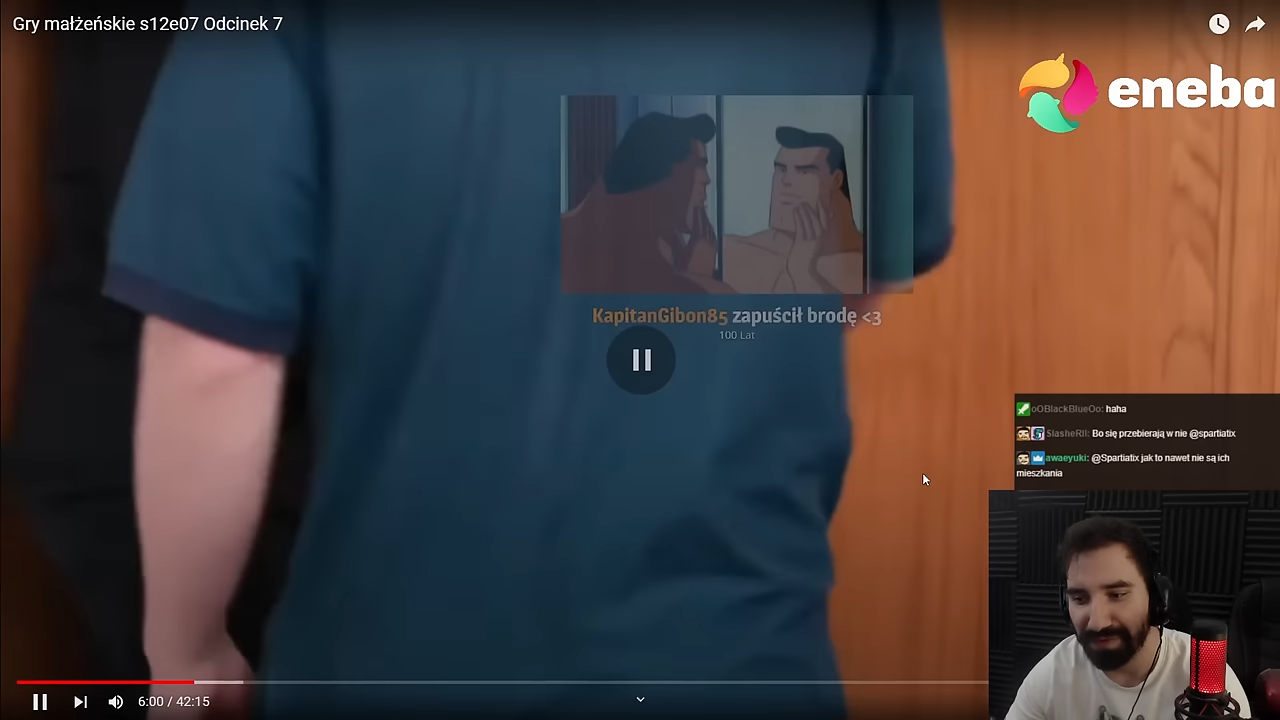 Gry małżeńskie s12e07 Odcinek 7
eneba
KapitanGibon85 zapuścił brodę <3
100 Lat
oOBlackBlueOo: haha
SlasheRII: Bo się przebierają w nie @spartiatix
awaeyuki: @Spartiatix jak to nawet nie są ich
mieszkania
6:00 / 42:15